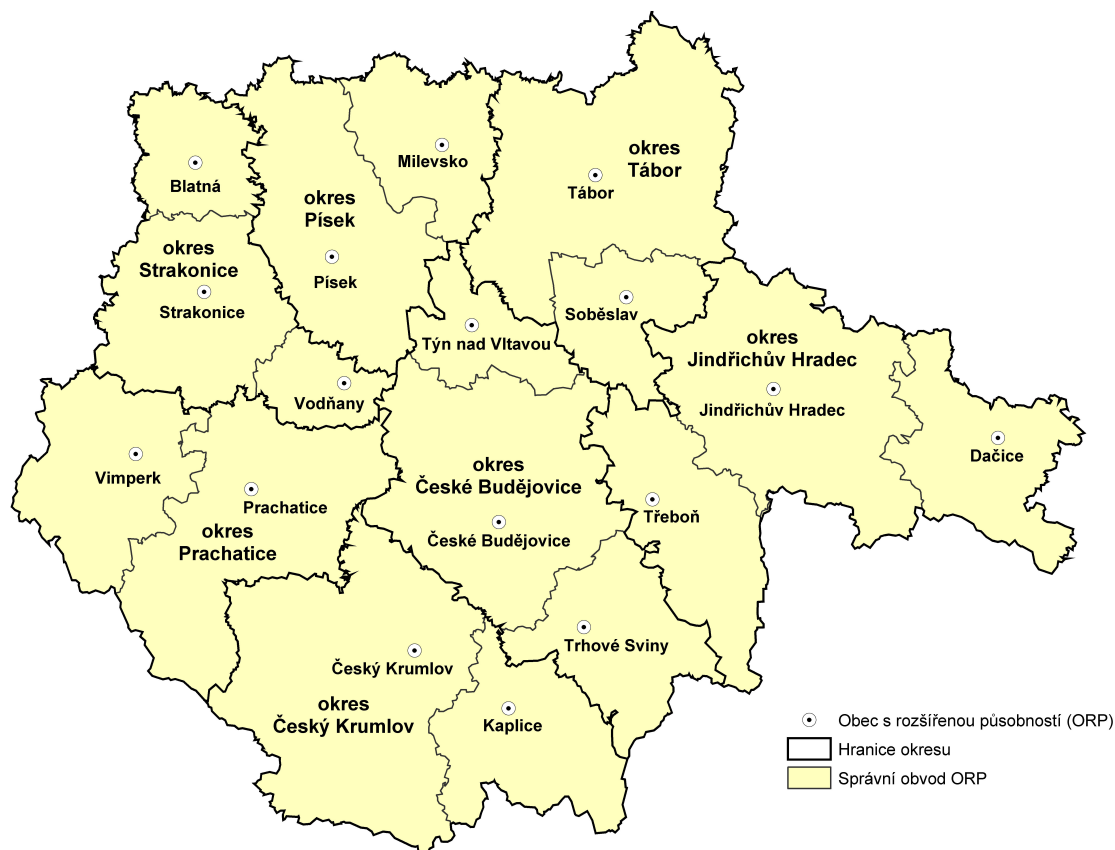 Milevsko
okres
Tábor
Tábor
Blatná
okres
Písek
Písek
okres
Strakonice
Strakonice
Soběslav
Týn nad Vltavou
okres
Jindřichův Hradec
Jindřichův Hradec
Vodňany
Dačice
Vimperk
okres
České Budějovice
České Budějovice
Prachatice
okres
Prachatice
Třeboň
Trhové Sviny
Český Krumlov
okres
Český Krumlov
Kaplice
Obec s rozšířenou působností (ORP)
Hranice okresu
Správní obvod ORP